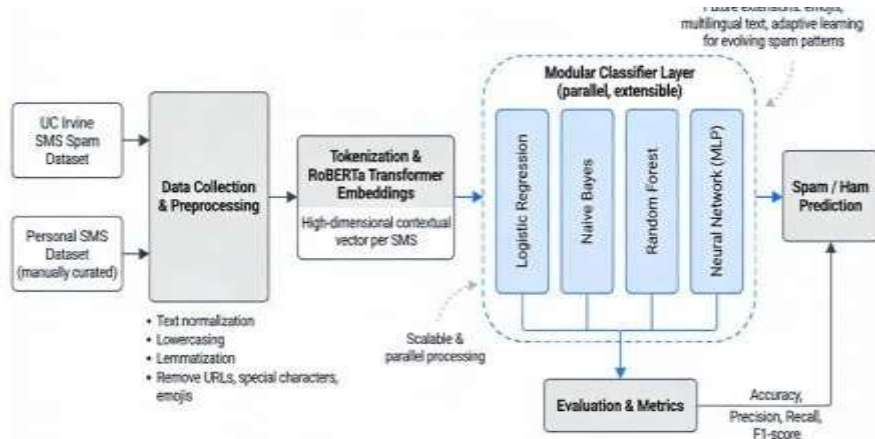 Future extensions, emojis,
multilingual text, adaptive learning
for evolving spam patterns
Modular Classifier Layer
(parallel, extensible)
UC Irvine
SMS Spam
Dataset
Personal SMS
Dataset
(manually curated)
Data Collection
& Preprocessing
• Text normalization
• Lowercasing
• Lemmatization
• Remove URLs, special characters,
emojis
Tokenization &
RoBERTa Transformer
Embeddings
High-dimensional contextual
vector per SMS
Logistic Regression
Naive Bayes
Random Forest
Neural Network (MLP)
Scalable &
parallel processing
Spam / Ham
Prediction
Evaluation & Metrics
Accuracy,
Precision, Recall,
F1-score